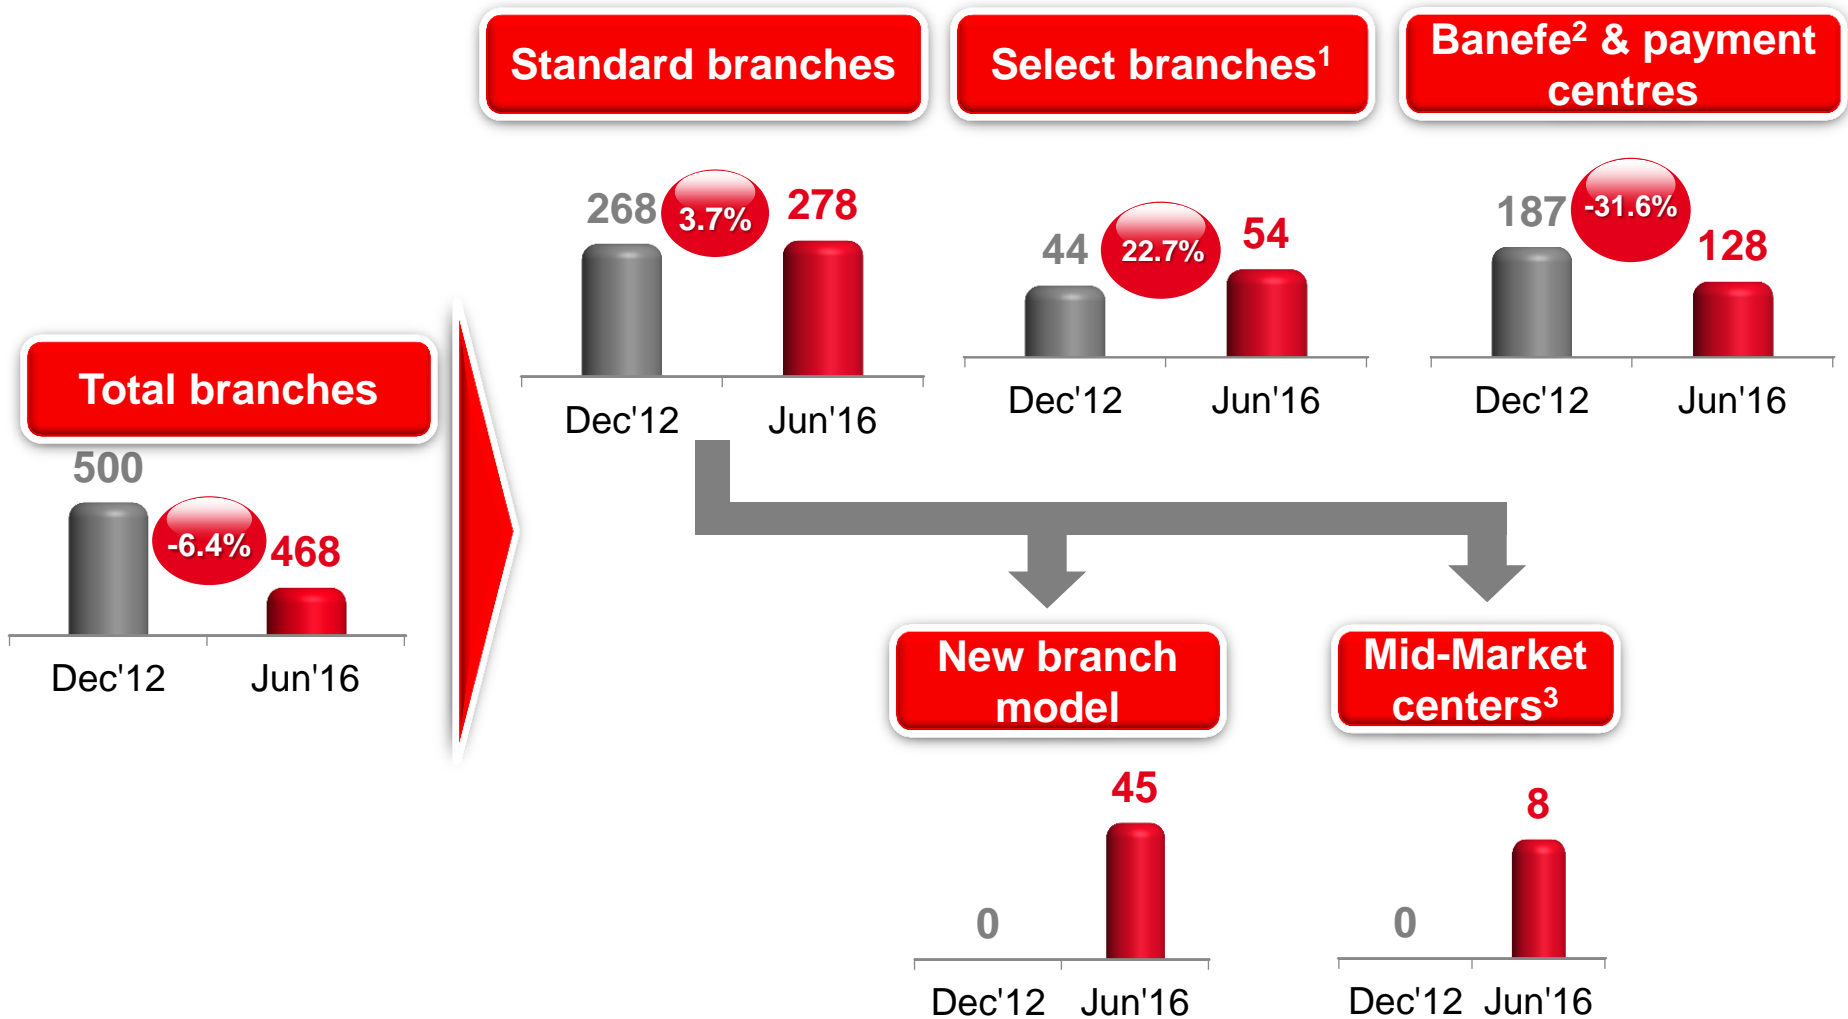 Total branches
500
-6.4%
468
Dec'12
Jun'16
Standard branches
268
3.7%
278
Dec'12
Jun'16
Select branches¹
44
22.7%
54
Dec'12
Jun'16
Banefe² & payment
centres
187
-31.6%
128
Dec'12
Jun'16
New branch
model
45
0
Dec'12
Jun'16
Mid-Market
centers³
8
0
Dec'12
Jun'16